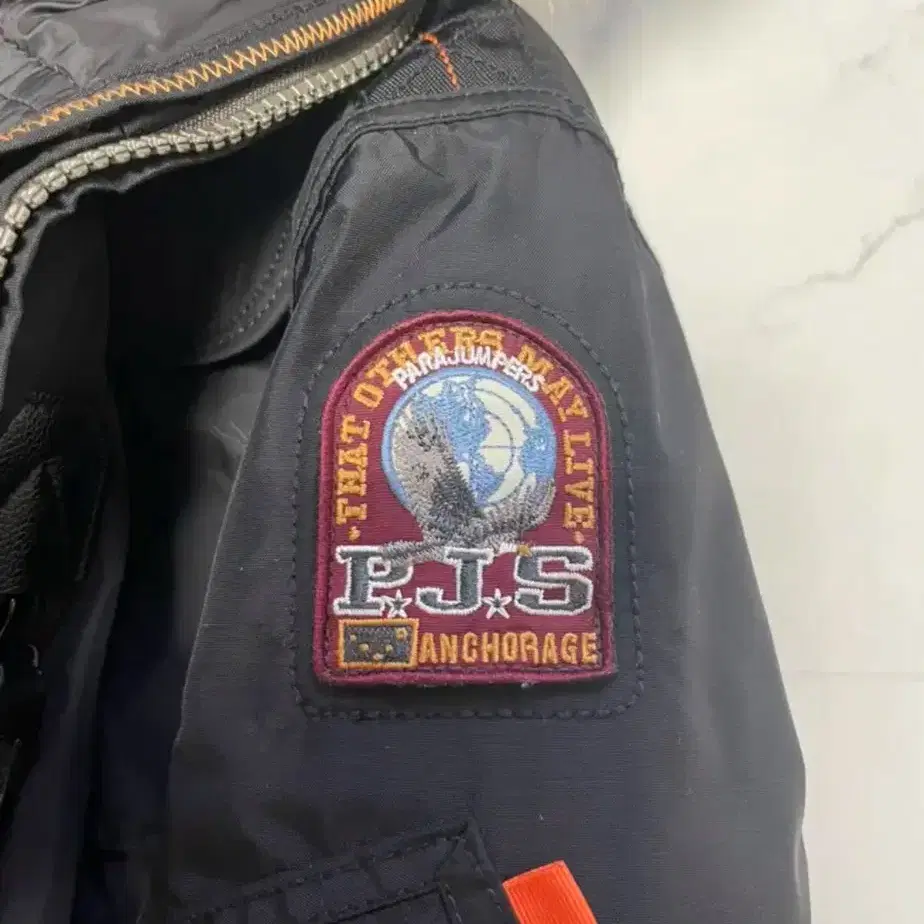 THAT OTHERS MAY LIVE
PARAJUMPERS
P.J.S
ANCHORAGE